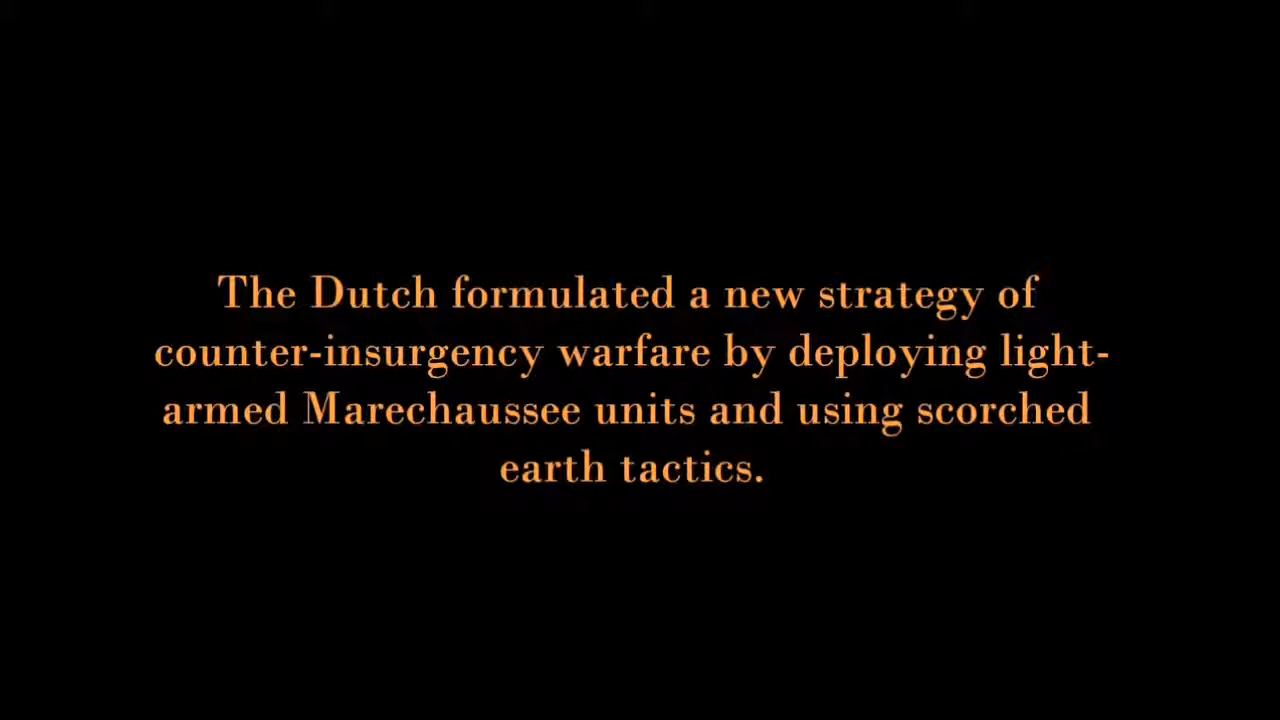 The Dutch formulated a new strategy of
counter-insurgency warfare by deploying light-
armed Marechaussee units and using scorched
earth tactics.